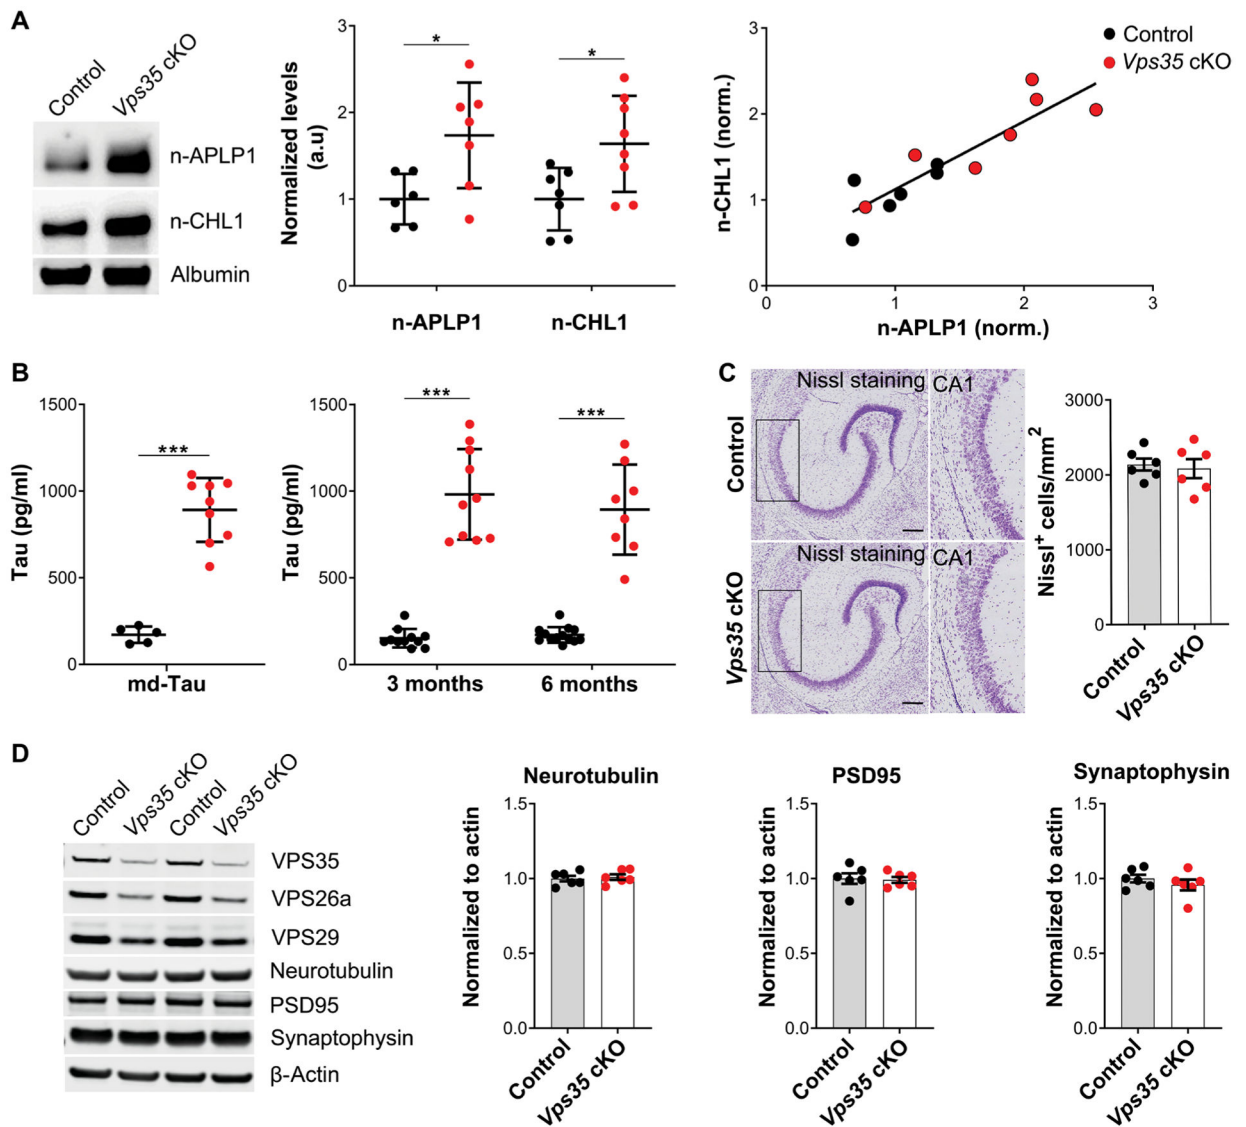 A
Control
Vps35 cKO
n-APLP1
n-CHL1
Albumin
Normalized levels
(a.u)
3
2
1
0
*
*
n-APLP1
n-CHL1
n-CHL1 (norm.)
3
2
1
0
0
1
2
3
n-APLP1 (norm.)
Control
Vps35 cKO
B
Tau (pg/ml)
1500
1000
500
0
***
md-Tau
Tau (pg/ml)
1500
1000
500
0
***
***
3 months
6 months
C
Control
Vps35 cKO
Nissl staining
CA1
Nissl staining
CA1
Nissl+ cells/mm2
3000
2000
1000
0
Control
Vps35 cKO
D
Control
Vps35 cKO
Control
Vps35 cKO
VPS35
VPS26a
VPS29
Neurotubulin
PSD95
Synaptophysin
β-Actin
Neurotubulin
Normalized to actin
1.5
1.0
0.5
0.0
Control
Vps35 cKO
PSD95
Normalized to actin
1.5
1.0
0.5
0.0
Control
Vps35 cKO
Synaptophysin
Normalized to actin
1.5
1.0
0.5
0.0
Control
Vps35 cKO